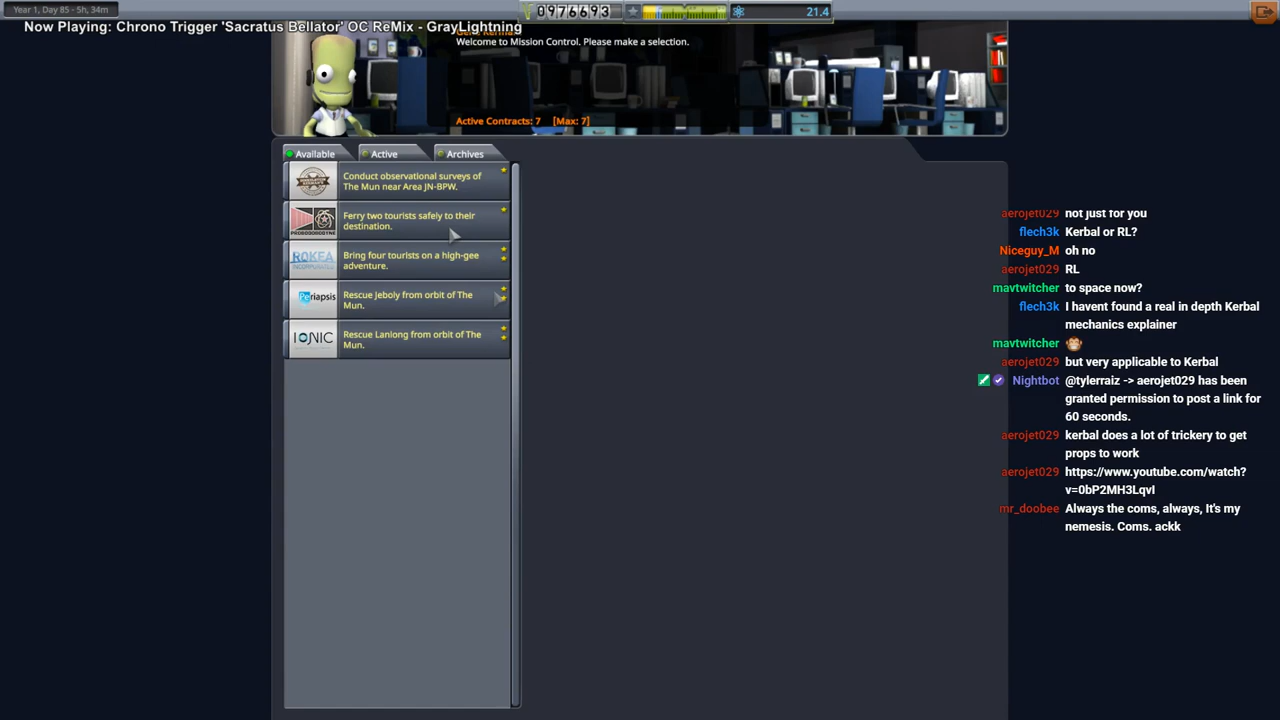 Year 1, Day 85 - 5h, 34m
0976693
21.4
Now Playing: Chrono Trigger 'Sacratus Bellator' OC ReMix - GrayLightning
Welcome to Mission Control. Please make a selection.
Active Contracts: 7 [Max: 7]
Available
Active
Archives
Conduct observational surveys of
The Mun near Area JN-BPW.
PROBODOBODYNE
Ferry two tourists safely to their
destination.
ROKEA
INCORPORATED
Bring four tourists on a high-gee
adventure.
Periapsis
Rescue Jeboly from orbit of The
Mun.
IONIC
Rescue Lanlong from orbit of The
Mun.
aerojet029 not just for you
flech3k Kerbal or RL?
Niceguy_M oh no
aerojet029 RL
mavtwitcher to space now?
flech3k I havent found a real in depth Kerbal
mechanics explainer
mavtwitcher
aerojet029 but very applicable to Kerbal
Nightbot @tylerraiz -> aerojet029 has been
granted permission to post a link for
60 seconds.
aerojet029 kerbal does a lot of trickery to get
props to work
aerojet029 https://www.youtube.com/watch?
v=0bP2MH3LqvI
mr_doobee Always the coms, always, It's my
nemesis. Coms. ackk